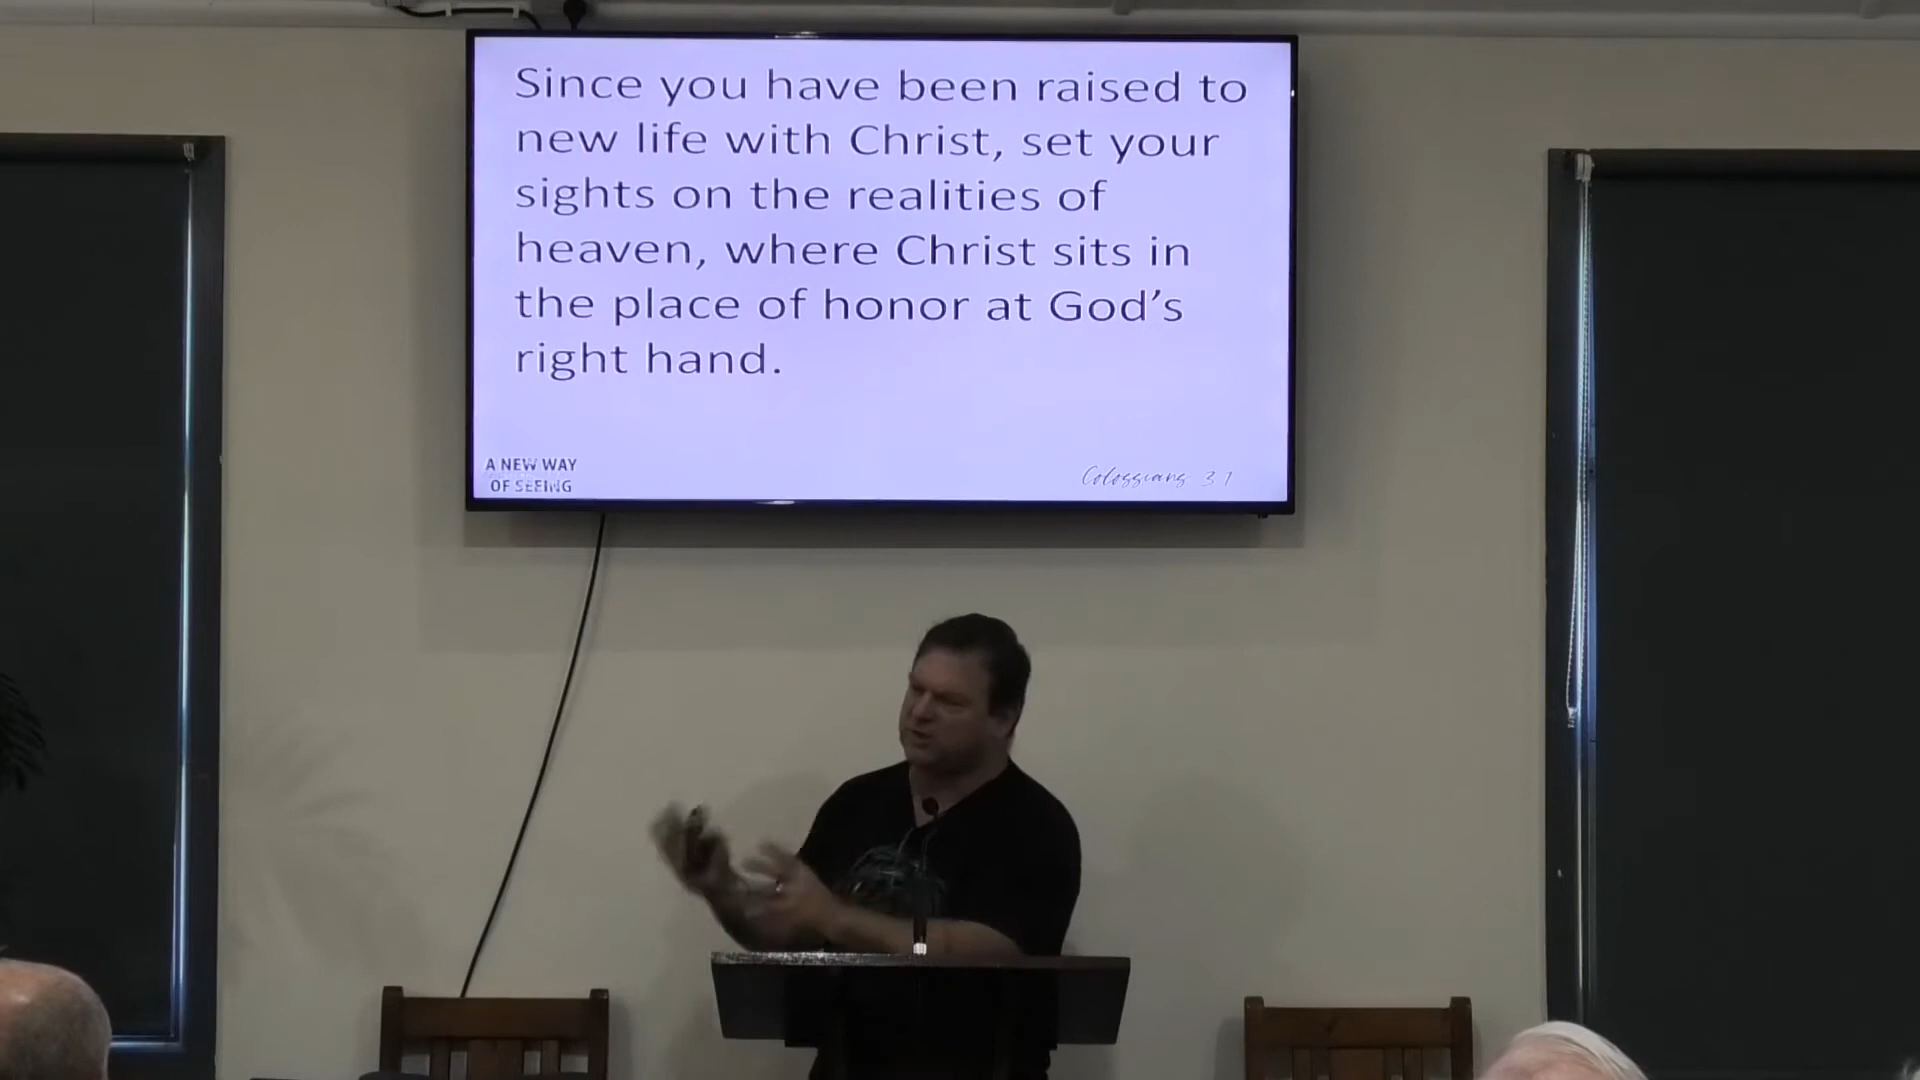 Since you have been raised to
new life with Christ, set your
sights on the realities of
heaven, where Christ sits in
the place of honor at God’s
right hand.
A NEW WAY
OF SEEING
Colossians 3 1